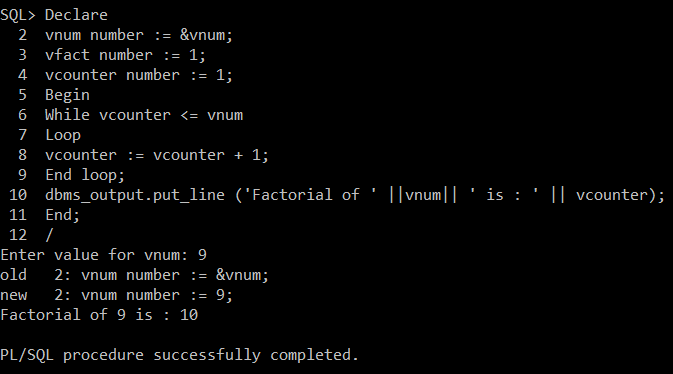 SQL> Declare
2 vnum number := &vnum;
3 vfact number := 1;
4 vcounter number := 1;
5 Begin
6 While vcounter <= vnum
7 Loop
8 vcounter := vcounter + 1;
9 End loop;
10 dbms_output.put_line ('Factorial of ' ||vnum|| ' is : ' || vcounter);
11 End;
12 /
Enter value for vnum: 9
old 2: vnum number := &vnum;
new 2: vnum number := 9;
Factorial of 9 is : 10
PL/SQL procedure successfully completed.